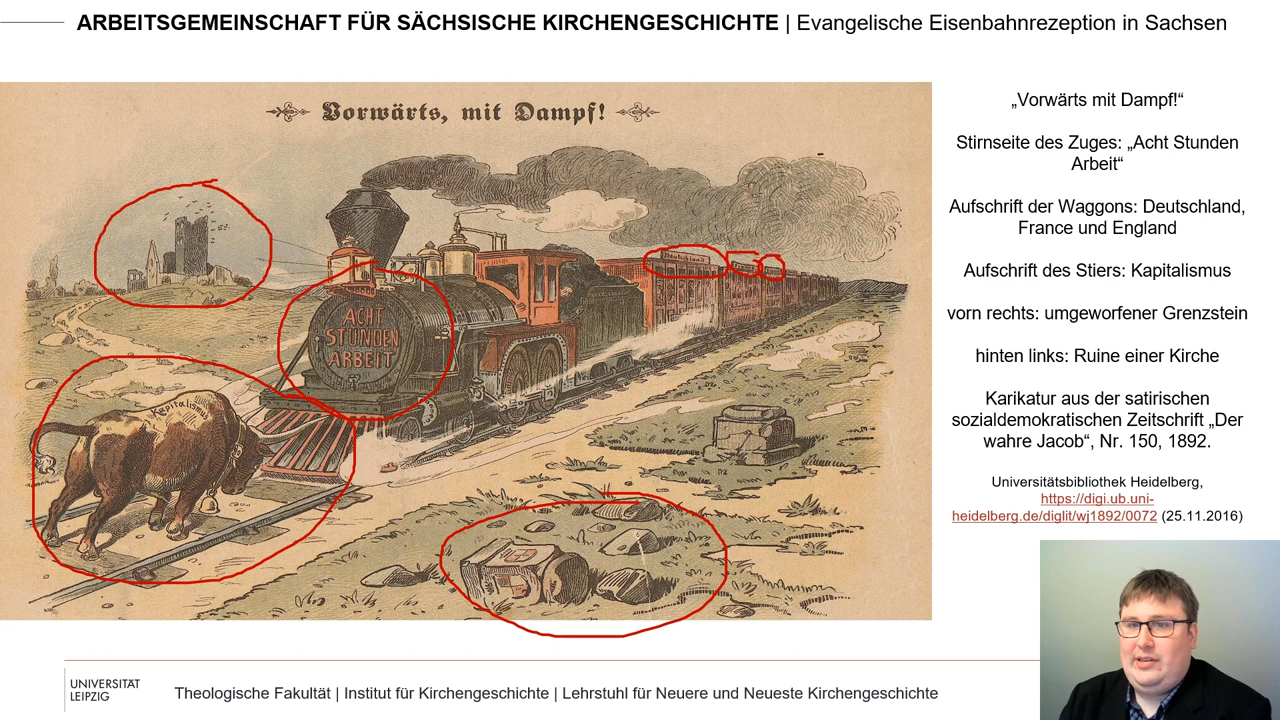 ARBEITSGEMEINSCHAFT FÜR SÄCHSISCHE KIRCHENGESCHICHTE | Evangelische Eisenbahnrezeption in Sachsen
Vorwärts, mit Dampf!
Deutschland
ACHT
STUNDEN
ARBEIT
Kapitalismus
„Vorwärts mit Dampf!“
Stirnseite des Zuges: „Acht Stunden
Arbeit“
Aufschrift der Waggons: Deutschland,
France und England
Aufschrift des Stiers: Kapitalismus
vorn rechts: umgeworfener Grenzstein
hinten links: Ruine einer Kirche
Karikatur aus der satirischen
sozialdemokratischen Zeitschrift „Der
wahre Jacob“, Nr. 150, 1892.
Universitätsbibliothek Heidelberg,
https://digi.ub.uni-
heidelberg.de/diglit/wj1892/0072 (25.11.2016)
UNIVERSITÄT
LEIPZIG
Theologische Fakultät | Institut für Kirchengeschichte | Lehrstuhl für Neuere und Neueste Kirchengeschichte